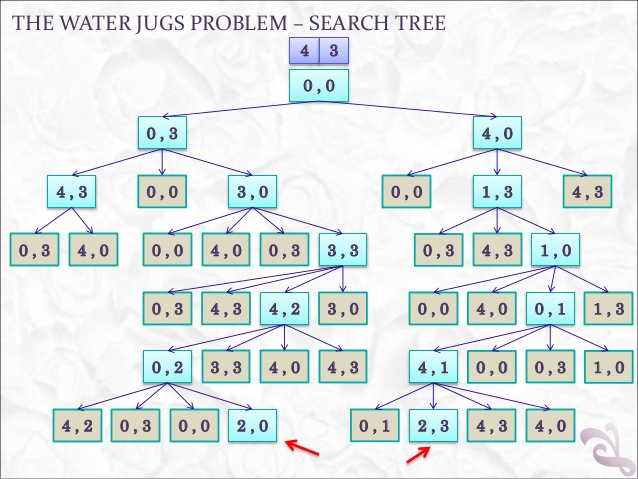 THE WATER JUGS PROBLEM – SEARCH TREE
4 3
0,0
0,3 4,0
4,3 0,0 3,0 0,0 1,3 4,3
0,3 4,0 0,0 4,0 0,3 3,3 0,3 4,3 1,0
0,3 4,3 4,2 3,0 0,0 4,0 0,1 1,3
0,2 3,3 4,0 4,3 4,1 0,0 0,3 1,0
4,2 0,3 0,0 2,0 0,1 2,3 4,3 4,0